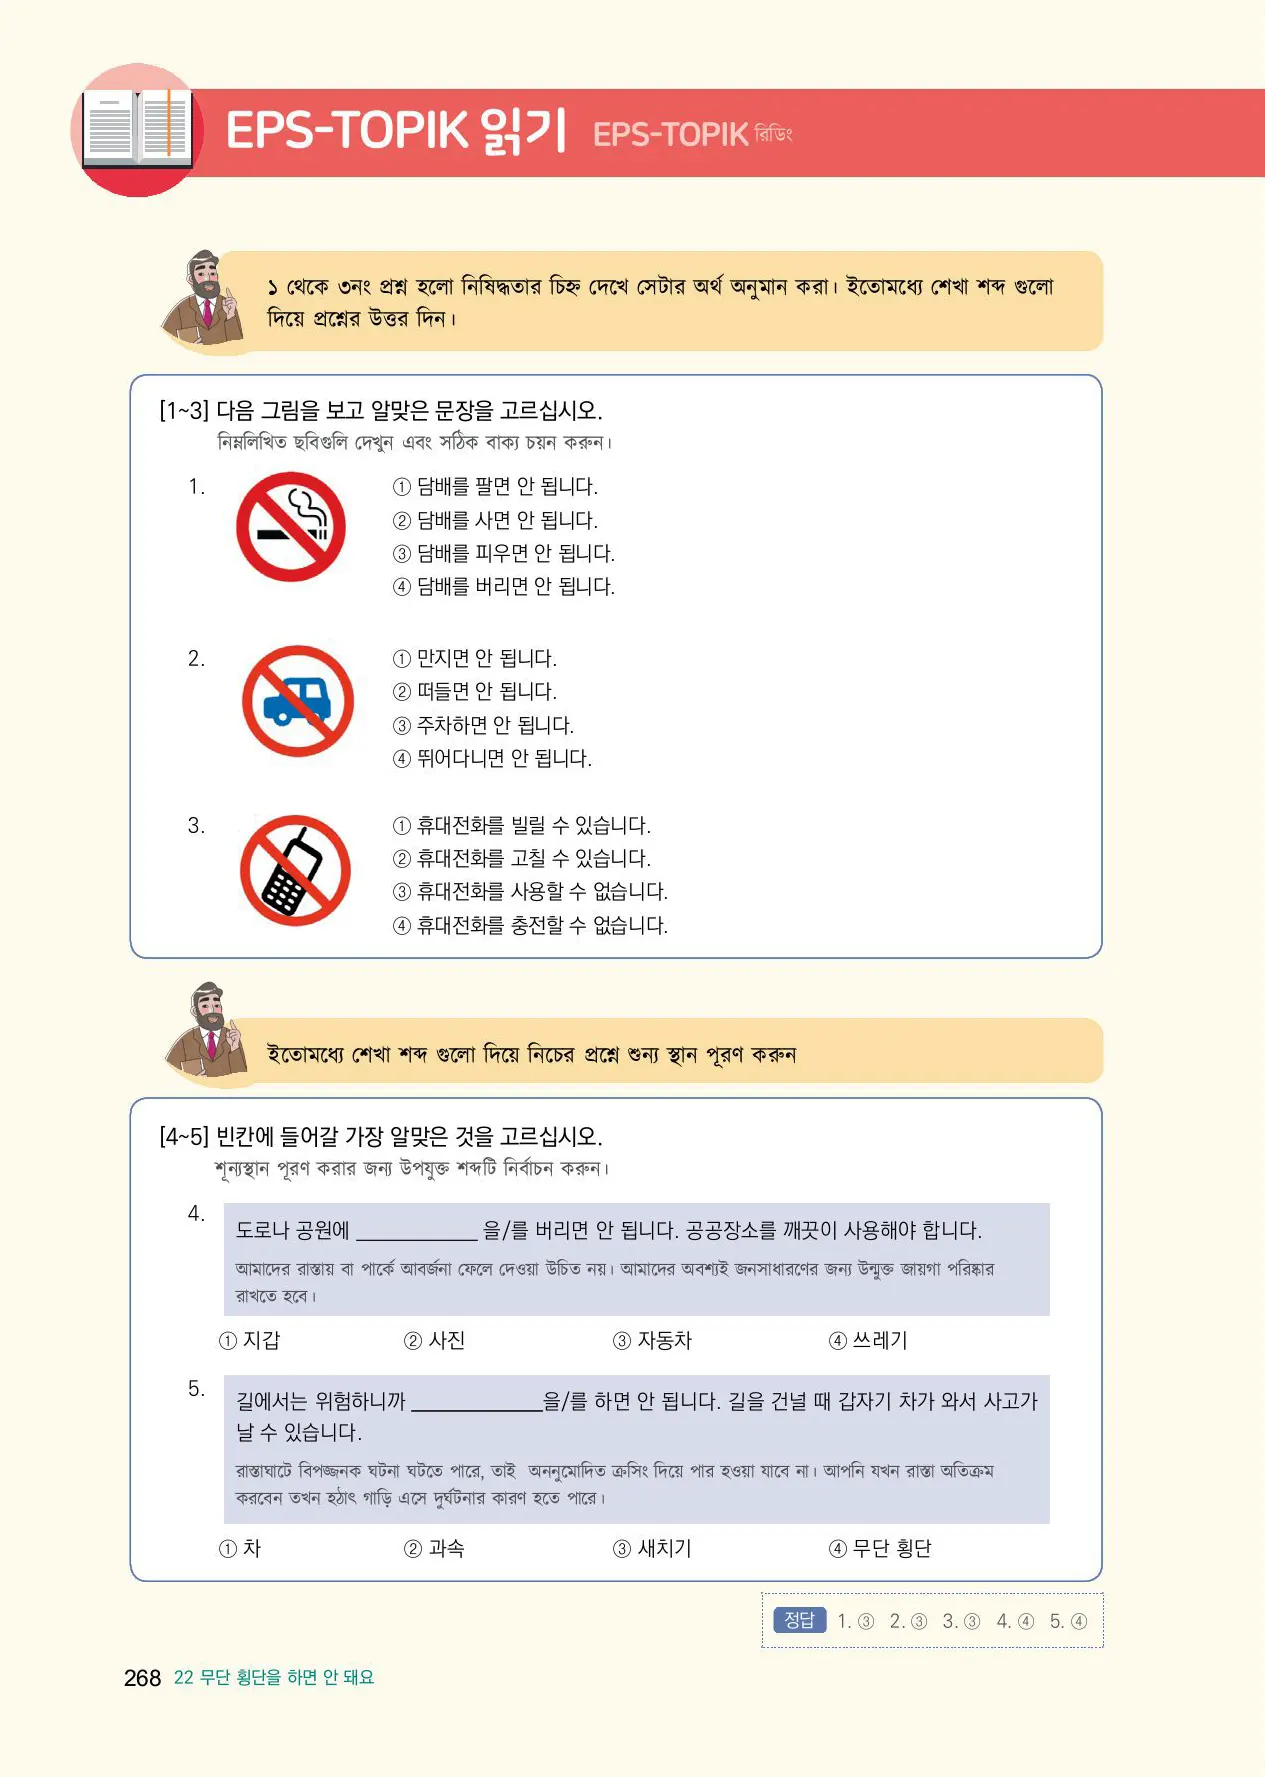 EPS-TOPIK 읽기 EPS-TOPIK রিডিং
১ থেকে ৩নং প্রশ্ন হলো নিষিদ্ধতার চিহ্ন দেখে সেটার অর্থ অনুমান করা। ইতোমধ্যে শেখা শব্দ গুলো
দিয়ে প্রশ্নের উত্তর দিন।
[1~3] 다음 그림을 보고 알맞은 문장을 고르십시오.
নিম্নলিখিত ছবিগুলি দেখুন এবং সঠিক বাক্য চয়ন করুন।
1.
① 담배를 팔면 안 됩니다.
② 담배를 사면 안 됩니다.
③ 담배를 피우면 안 됩니다.
④ 담배를 버리면 안 됩니다.
2.
① 만지면 안 됩니다.
② 떠들면 안 됩니다.
③ 주차하면 안 됩니다.
④ 뛰어다니면 안 됩니다.
3.
① 휴대전화를 빌릴 수 있습니다.
② 휴대전화를 고칠 수 있습니다.
③ 휴대전화를 사용할 수 없습니다.
④ 휴대전화를 충전할 수 없습니다.
ইতোমধ্যে শেখা শব্দ গুলো দিয়ে নিচের প্রশ্নে শুন্য স্থান পূরণ করুন
[4~5] 빈칸에 들어갈 가장 알맞은 것을 고르십시오.
শূন্যস্থান পূরণ করার জন্য উপযুক্ত শব্দটি নির্বাচন করুন।
4.
도로나 공원에 ____________ 을/를 버리면 안 됩니다. 공공장소를 깨끗이 사용해야 합니다.
আমাদের রাস্তায় বা পার্কে আবর্জনা ফেলে দেওয়া উচিত নয়। আমাদের অবশ্যই জনসাধারণের জন্য উন্মুক্ত জায়গা পরিষ্কার
রাখতে হবে।
① 지갑 ② 사진 ③ 자동차 ④ 쓰레기
5.
길에서는 위험하니까 _____________을/를 하면 안 됩니다. 길을 건널 때 갑자기 차가 와서 사고가
날 수 있습니다.
রাস্তাঘাটে বিপজ্জনক ঘটনা ঘটতে পারে, তাই অননুমোদিত ক্রসিং দিয়ে পার হওয়া যাবে না। আপনি যখন রাস্তা অতিক্রম
করবেন তখন হঠাৎ গাড়ি এসে দুর্ঘটনার কারণ হতে পারে।
① 차 ② 과속 ③ 새치기 ④ 무단 횡단
정답 1. ③ 2. ③ 3. ③ 4. ④ 5. ④
268 22 무단 횡단을 하면 안 돼요